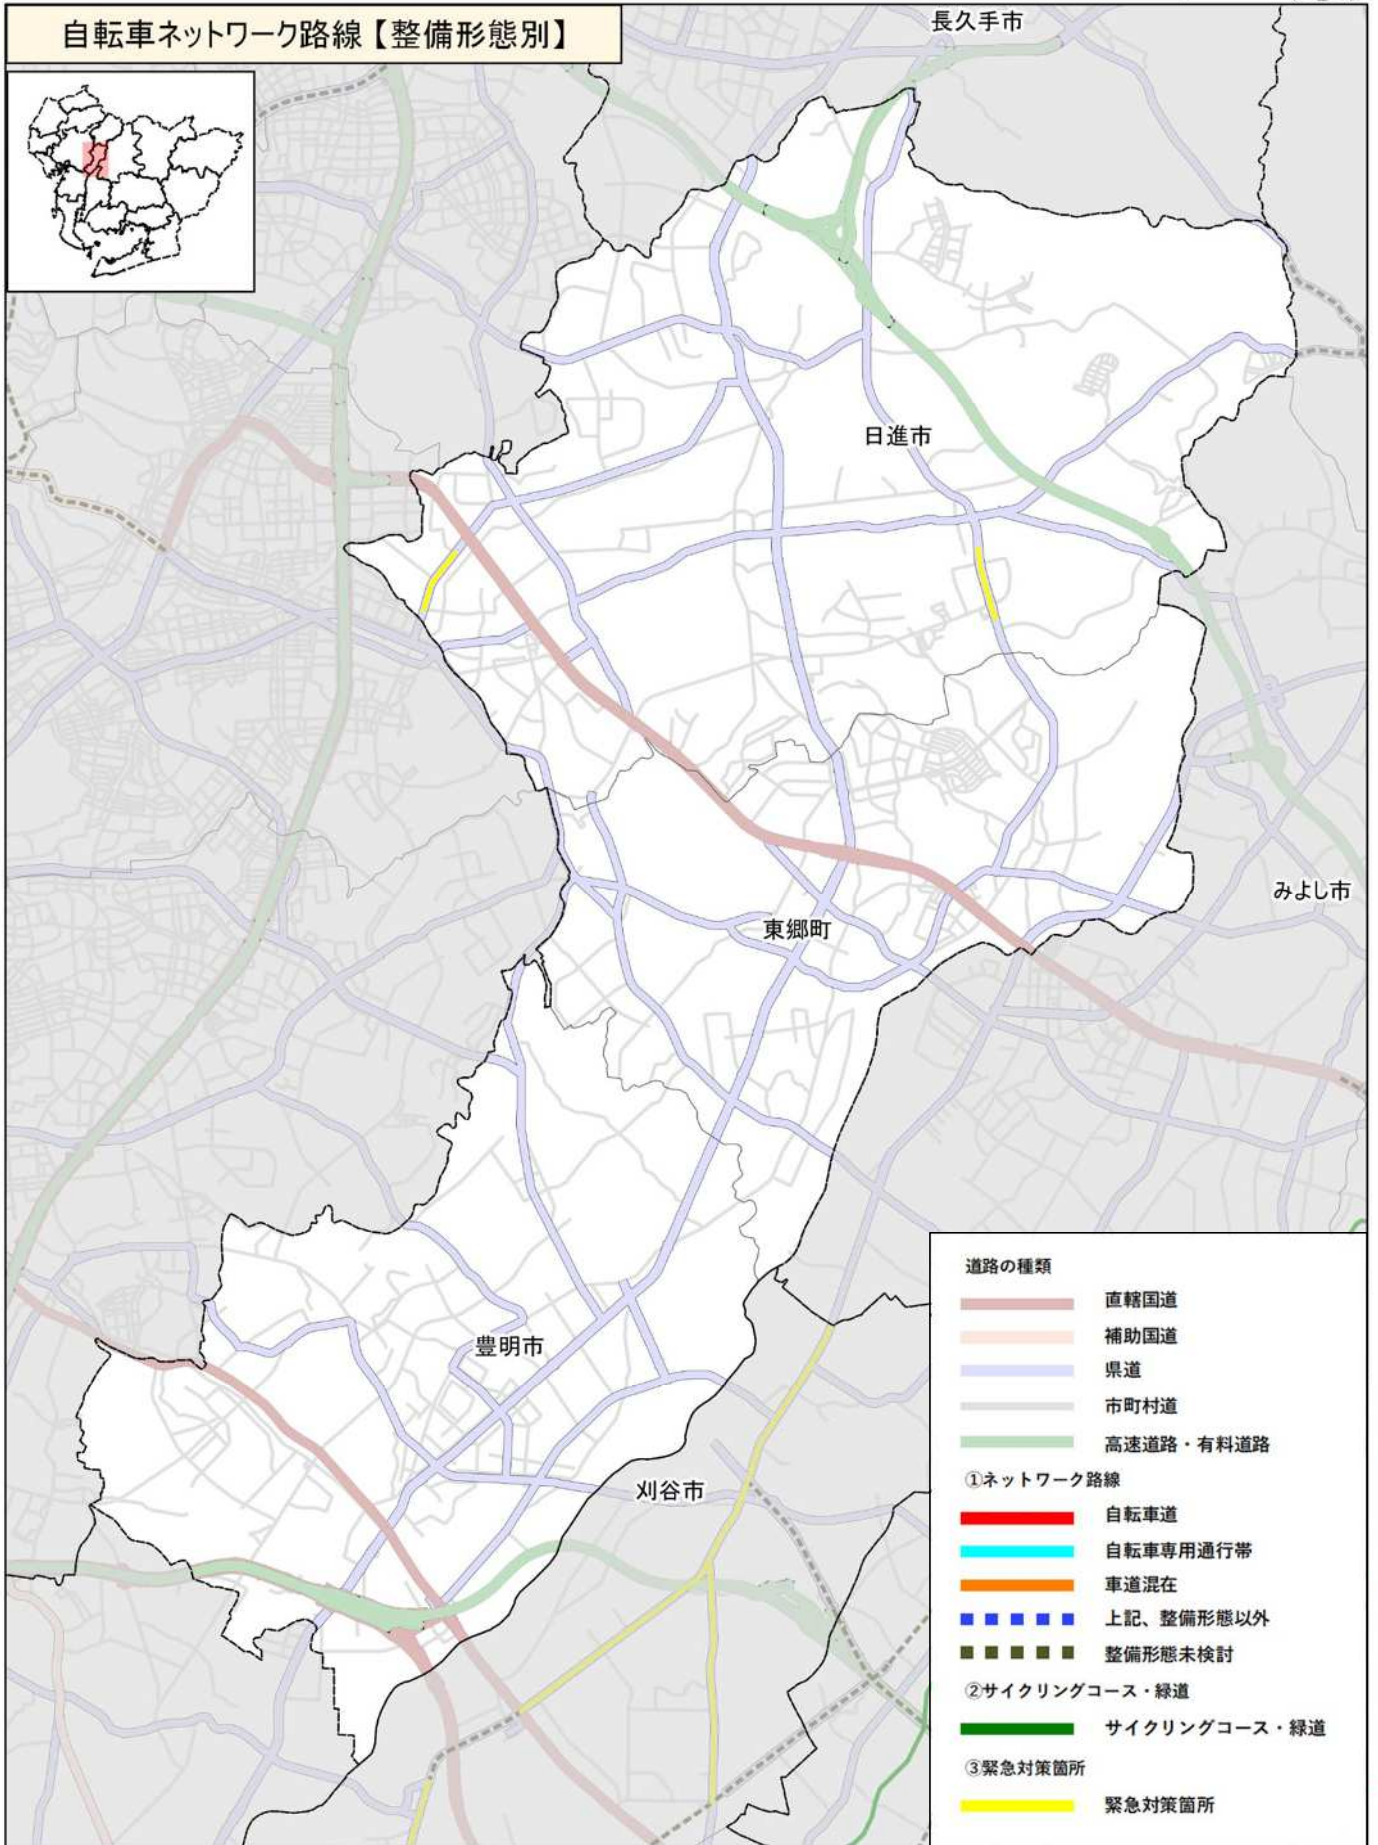 自転車ネットワーク路線【整備形態別】
長久手市
日進市
みよし市
東郷町
豊明市
刈谷市
道路の種類
直轄国道
補助国道
県道
市町村道
高速道路・有料道路
①ネットワーク路線
自転車道
自転車専用通行帯
車道混在
上記、整備形態以外
整備形態未検討
②サイクリングコース・緑道
サイクリングコース・緑道
③緊急対策箇所
緊急対策箇所